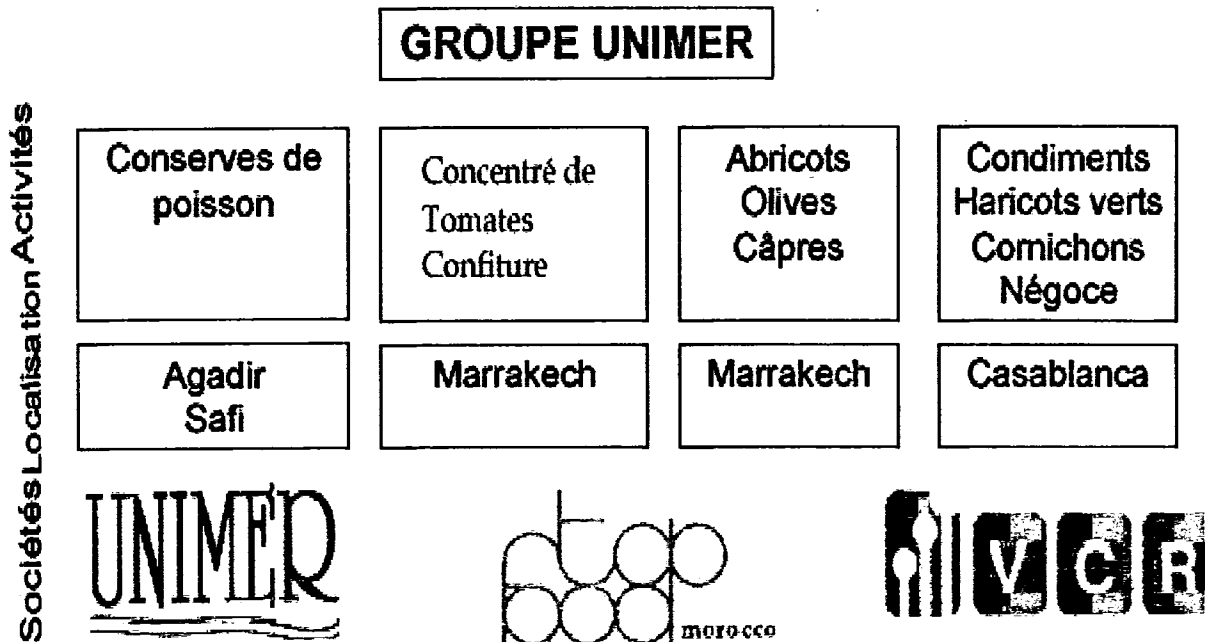 GROUPE UNIMER
Activités
Conserves de
poisson
Concentré de
Tomates
Confiture
Abricots
Olives
Câpres
Condiments
Haricots verts
Cornichons
Négoce
Localisation
Agadir
Safi
Marrakech
Marrakech
Casablanca
Sociétés
UNIMER
morocco
VCR